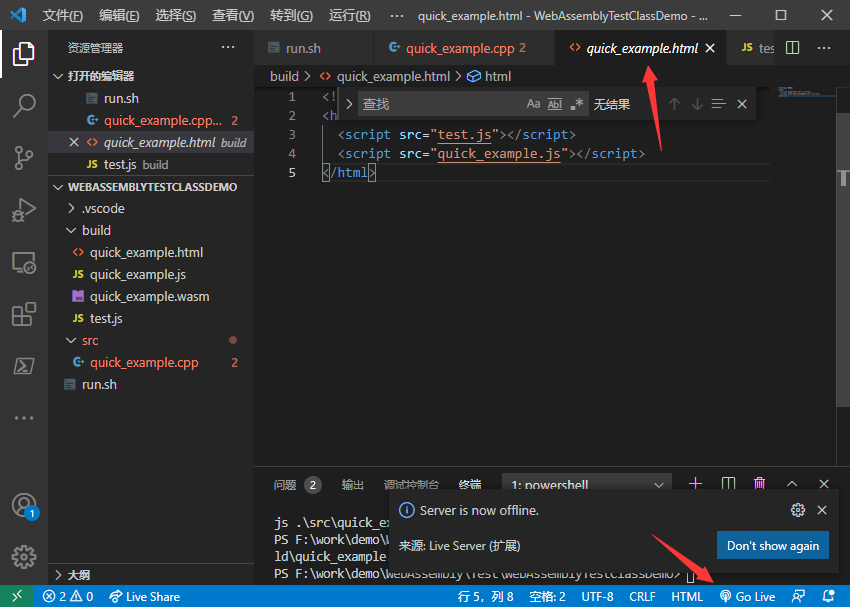 文件(F) 编辑(E) 选择(S) 查看(V) 转到(G) 运行(R) ··· quick_example.html - WebAssemblyTestClassDemo - ...
资源管理器 ···
run.sh quick_example.cpp 2 quick_example.html JS tes ···
打开的编辑器
run.sh
quick_example.cpp... 2
quick_example.html build
JS test.js build
WEBASSEMBLYTESTCLASSDEMO
.vscode
build
quick_example.html
JS quick_example.js
quick_example.wasm
JS test.js
src
quick_example.cpp 2
run.sh
大纲
build > quick_example.html > html
查找 Aa Abl .* 无结果
1 <!
2 <h
3 <script src="test.js"></script>
4 <script src="quick_example.js"></script>
5 </html>
问题 2 输出 调试控制台 终端 1: powershell
js .\src\quick_ex
PS F:\work\demo\W
ld\quick_example.
PS F:\work\demo\WebAssembly\Test\WebAssemblyTestClassDemo>
Server is now offline.
来源: Live Server (扩展)
Don't show again
1
2 0 Live Share 行 5，列 8 空格: 2 UTF-8 CRLF HTML Go Live